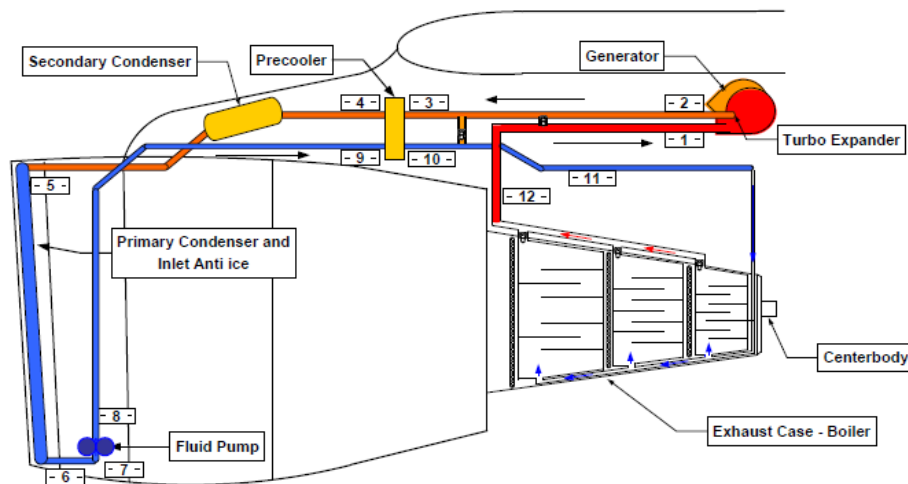 Generator
Secondary Condenser
Precooler
- 4 -
- 3 -
- 2 -
Turbo Expander
- 1 -
- 9 -
- 10 -
- 5 -
- 11 -
- 12 -
Primary Condenser and
Inlet Anti ice
Centerbody
- 8 -
Exhaust Case - Boiler
Fluid Pump
- 7 -
- 6 -